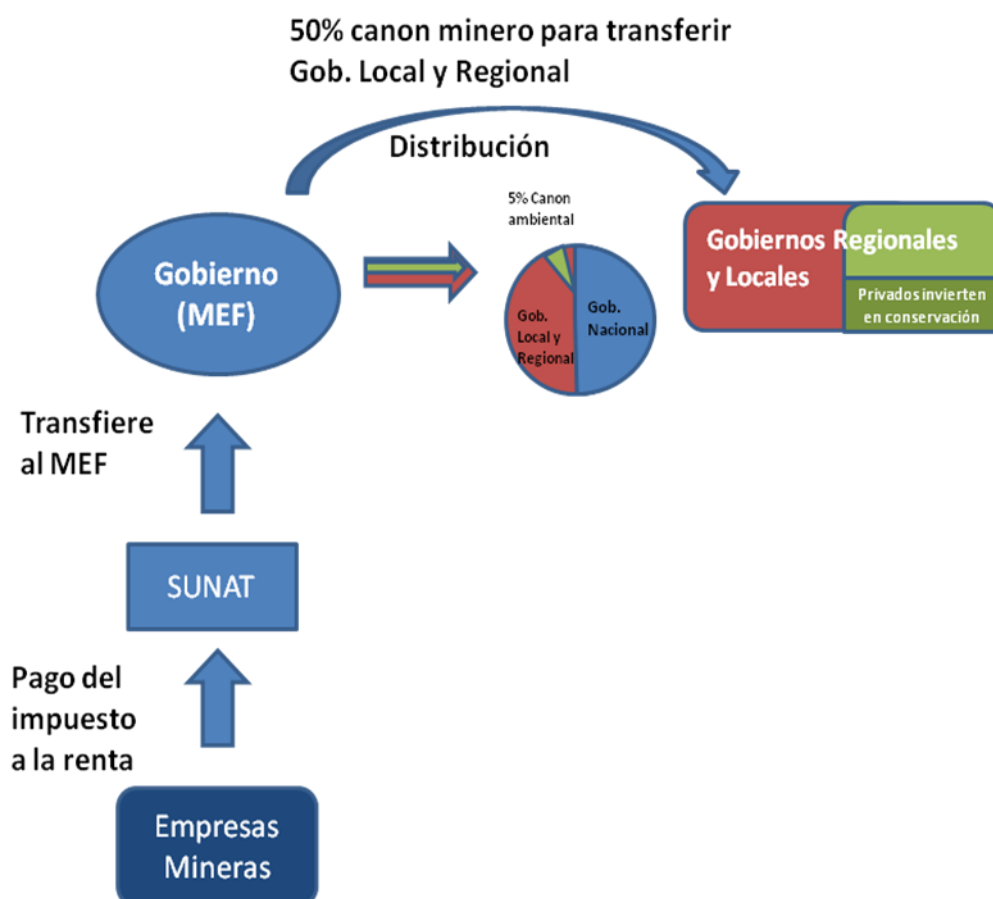 50% canon minero para transferir
Gob. Local y Regional
Distribución
5% Canon
ambiental
Gobierno
(MEF)
Gob.
Local y
Regional
Gob.
Nacional
Gobiernos Regionales
y Locales
Privados invierten
en conservación
Transfiere
al MEF
SUNAT
Pago del
impuesto
a la renta
Empresas
Mineras